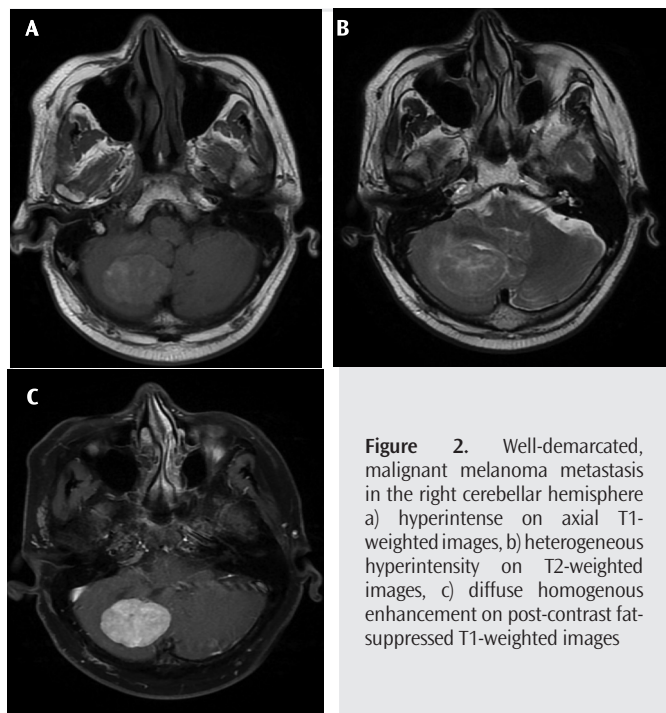 A
B
C
Figure 2. Well-demarcated,
malignant melanoma metastasis
in the right cerebellar hemisphere
a) hyperintense on axial T1-
weighted images, b) heterogeneous
hyperintensity on T2-weighted
images, c) diffuse homogenous
enhancement on post-contrast fat-
suppressed T1-weighted images